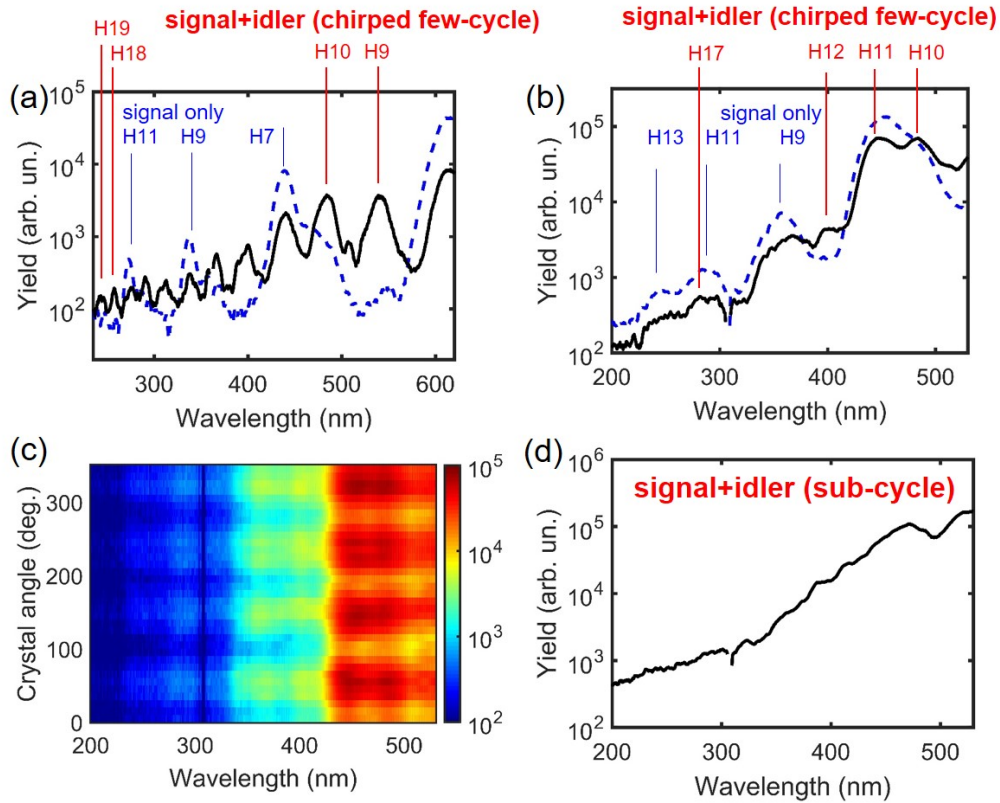 signal+idler (chirped few-cycle)
H19
H18
H10
H9
(a)
signal only
H11
H9
H7
10^5
10^4
10^3
10^2
Yield (arb. un.)
300
400
500
600
Wavelength (nm)
signal+idler (chirped few-cycle)
H17
H12
H11
H10
(b)
signal only
H13
H11
H9
10^5
10^4
10^3
10^2
Yield (arb. un.)
200
300
400
500
Wavelength (nm)
(c)
300
200
100
0
Crystal angle (deg.)
200
300
400
500
Wavelength (nm)
10^5
10^4
10^3
10^2
(d)
signal+idler (sub-cycle)
10^6
10^5
10^4
10^3
10^2
Yield (arb. un.)
200
300
400
500
Wavelength (nm)